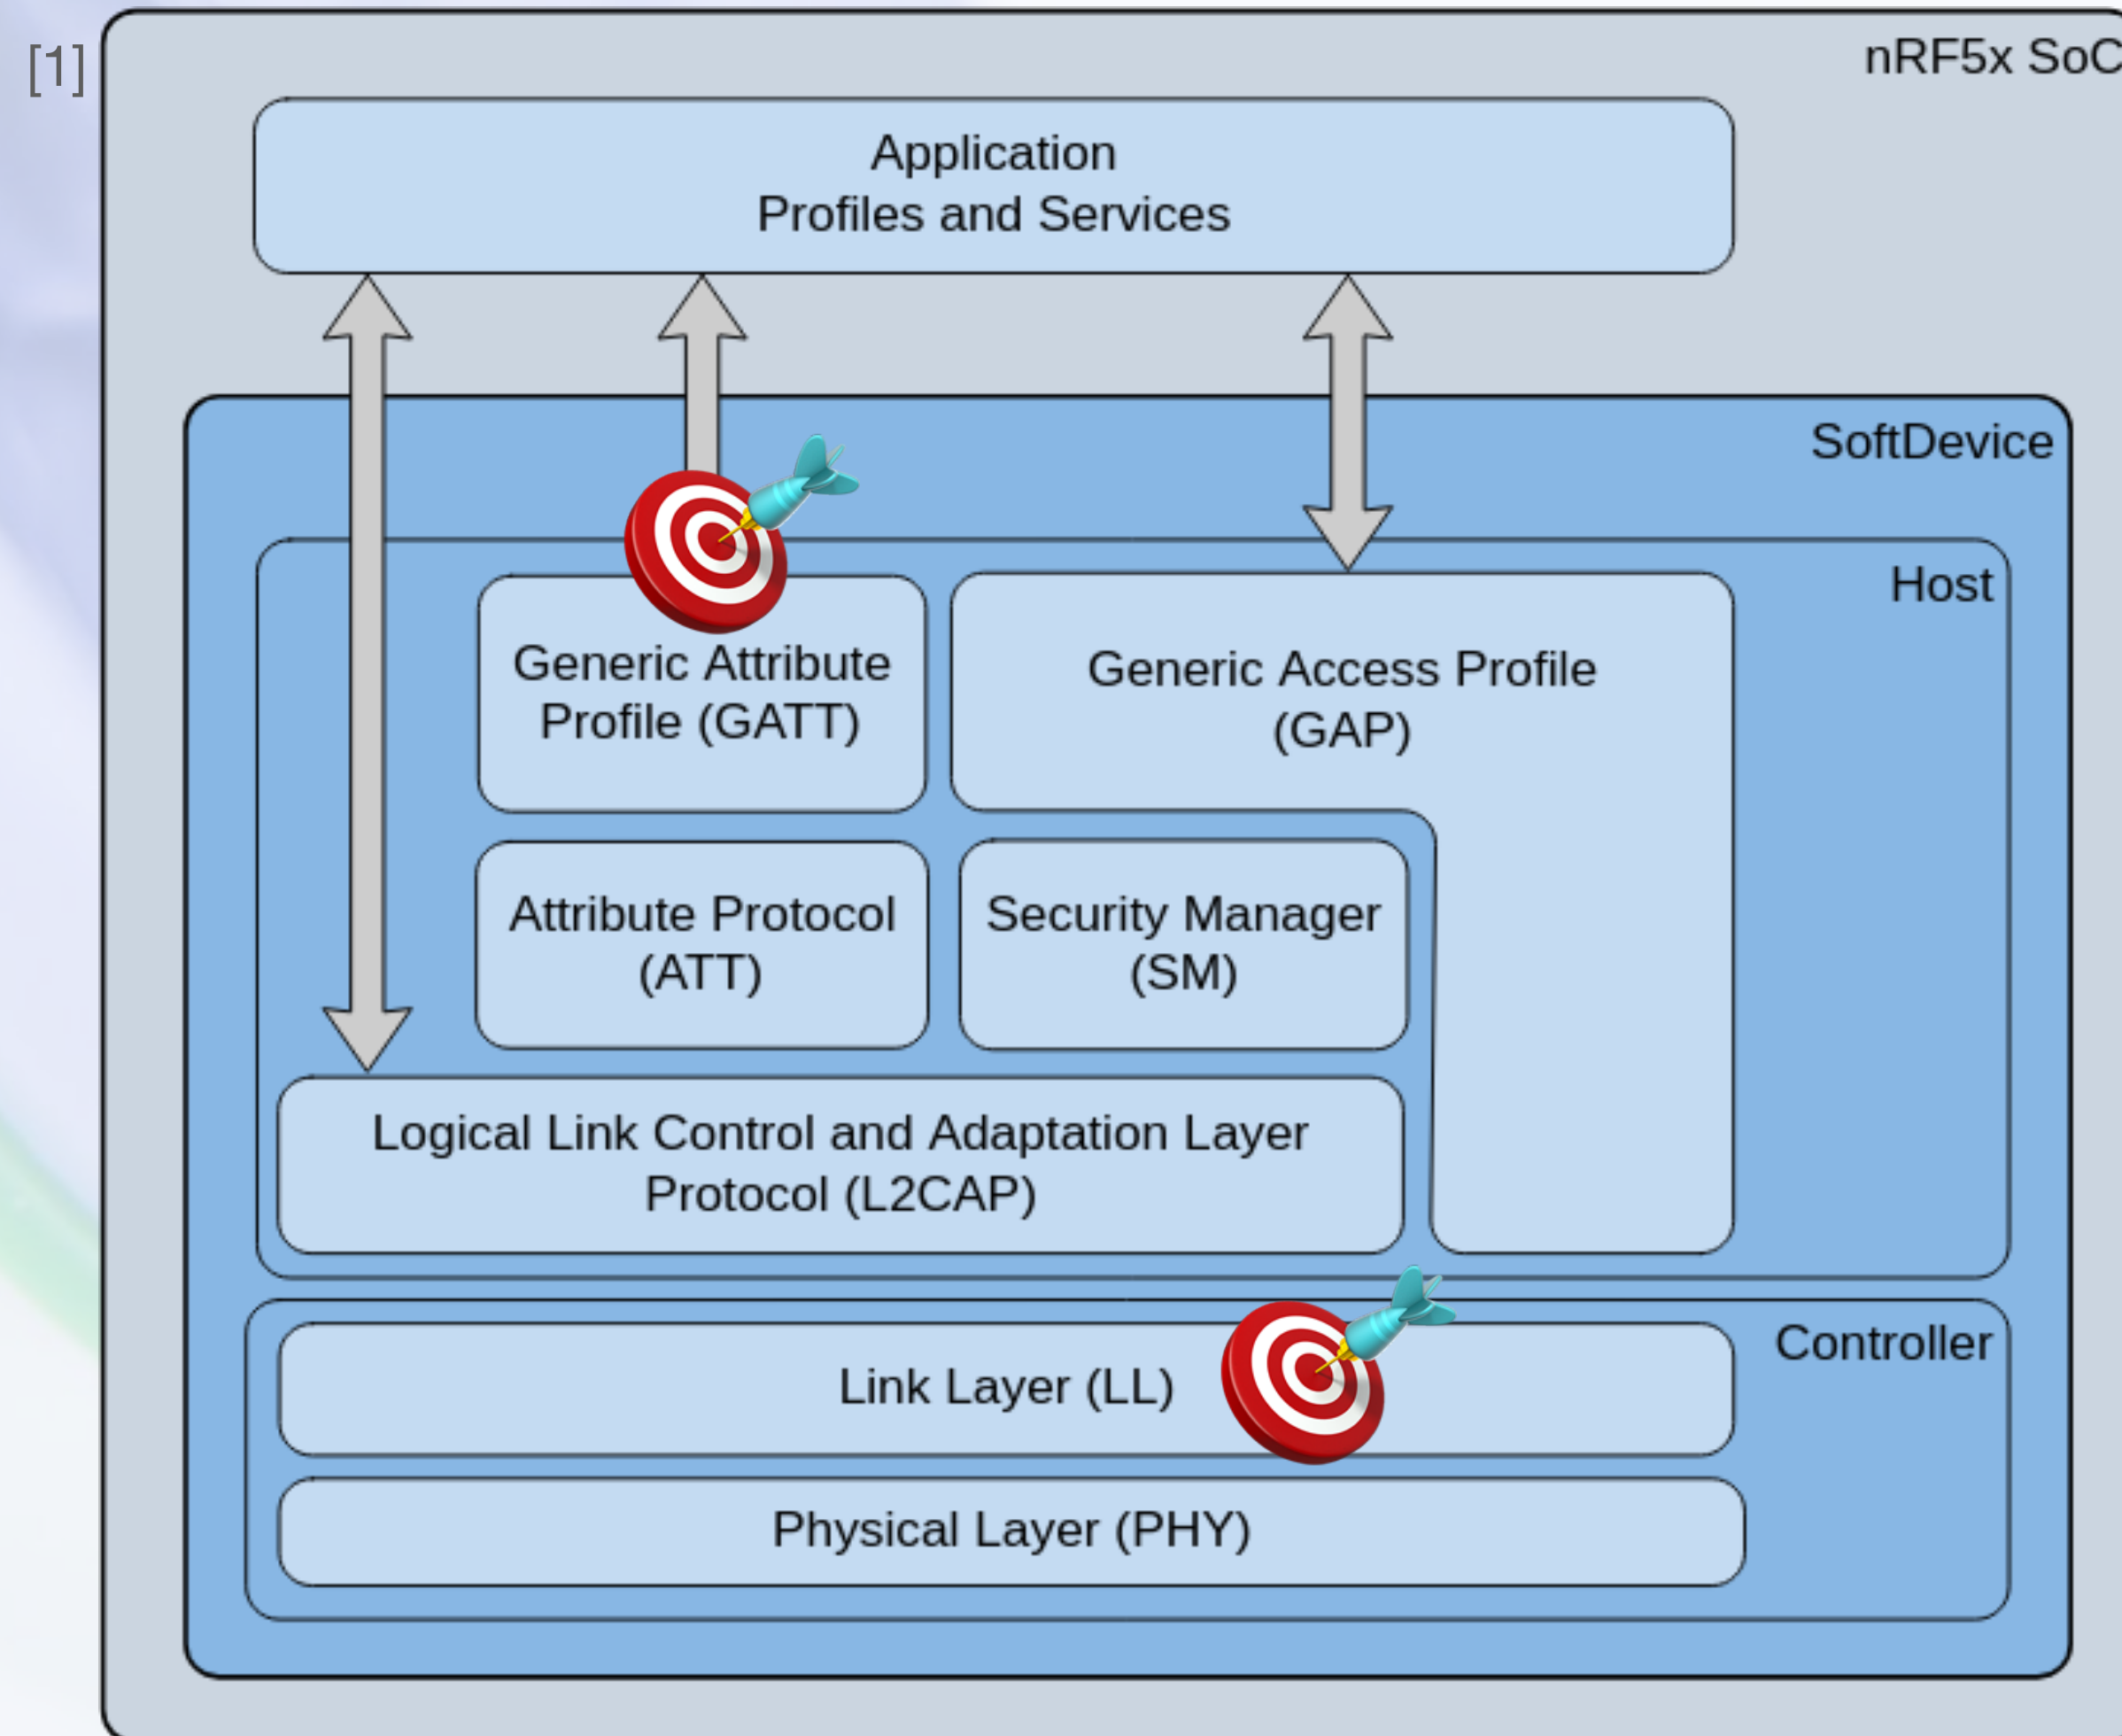 [1]
nRF5x SoC
Application
Profiles and Services
SoftDevice
Host
Generic Attribute
Profile (GATT)
Generic Access Profile
(GAP)
Attribute Protocol
(ATT)
Security Manager
(SM)
Logical Link Control and Adaptation Layer
Protocol (L2CAP)
Controller
Link Layer (LL)
Physical Layer (PHY)